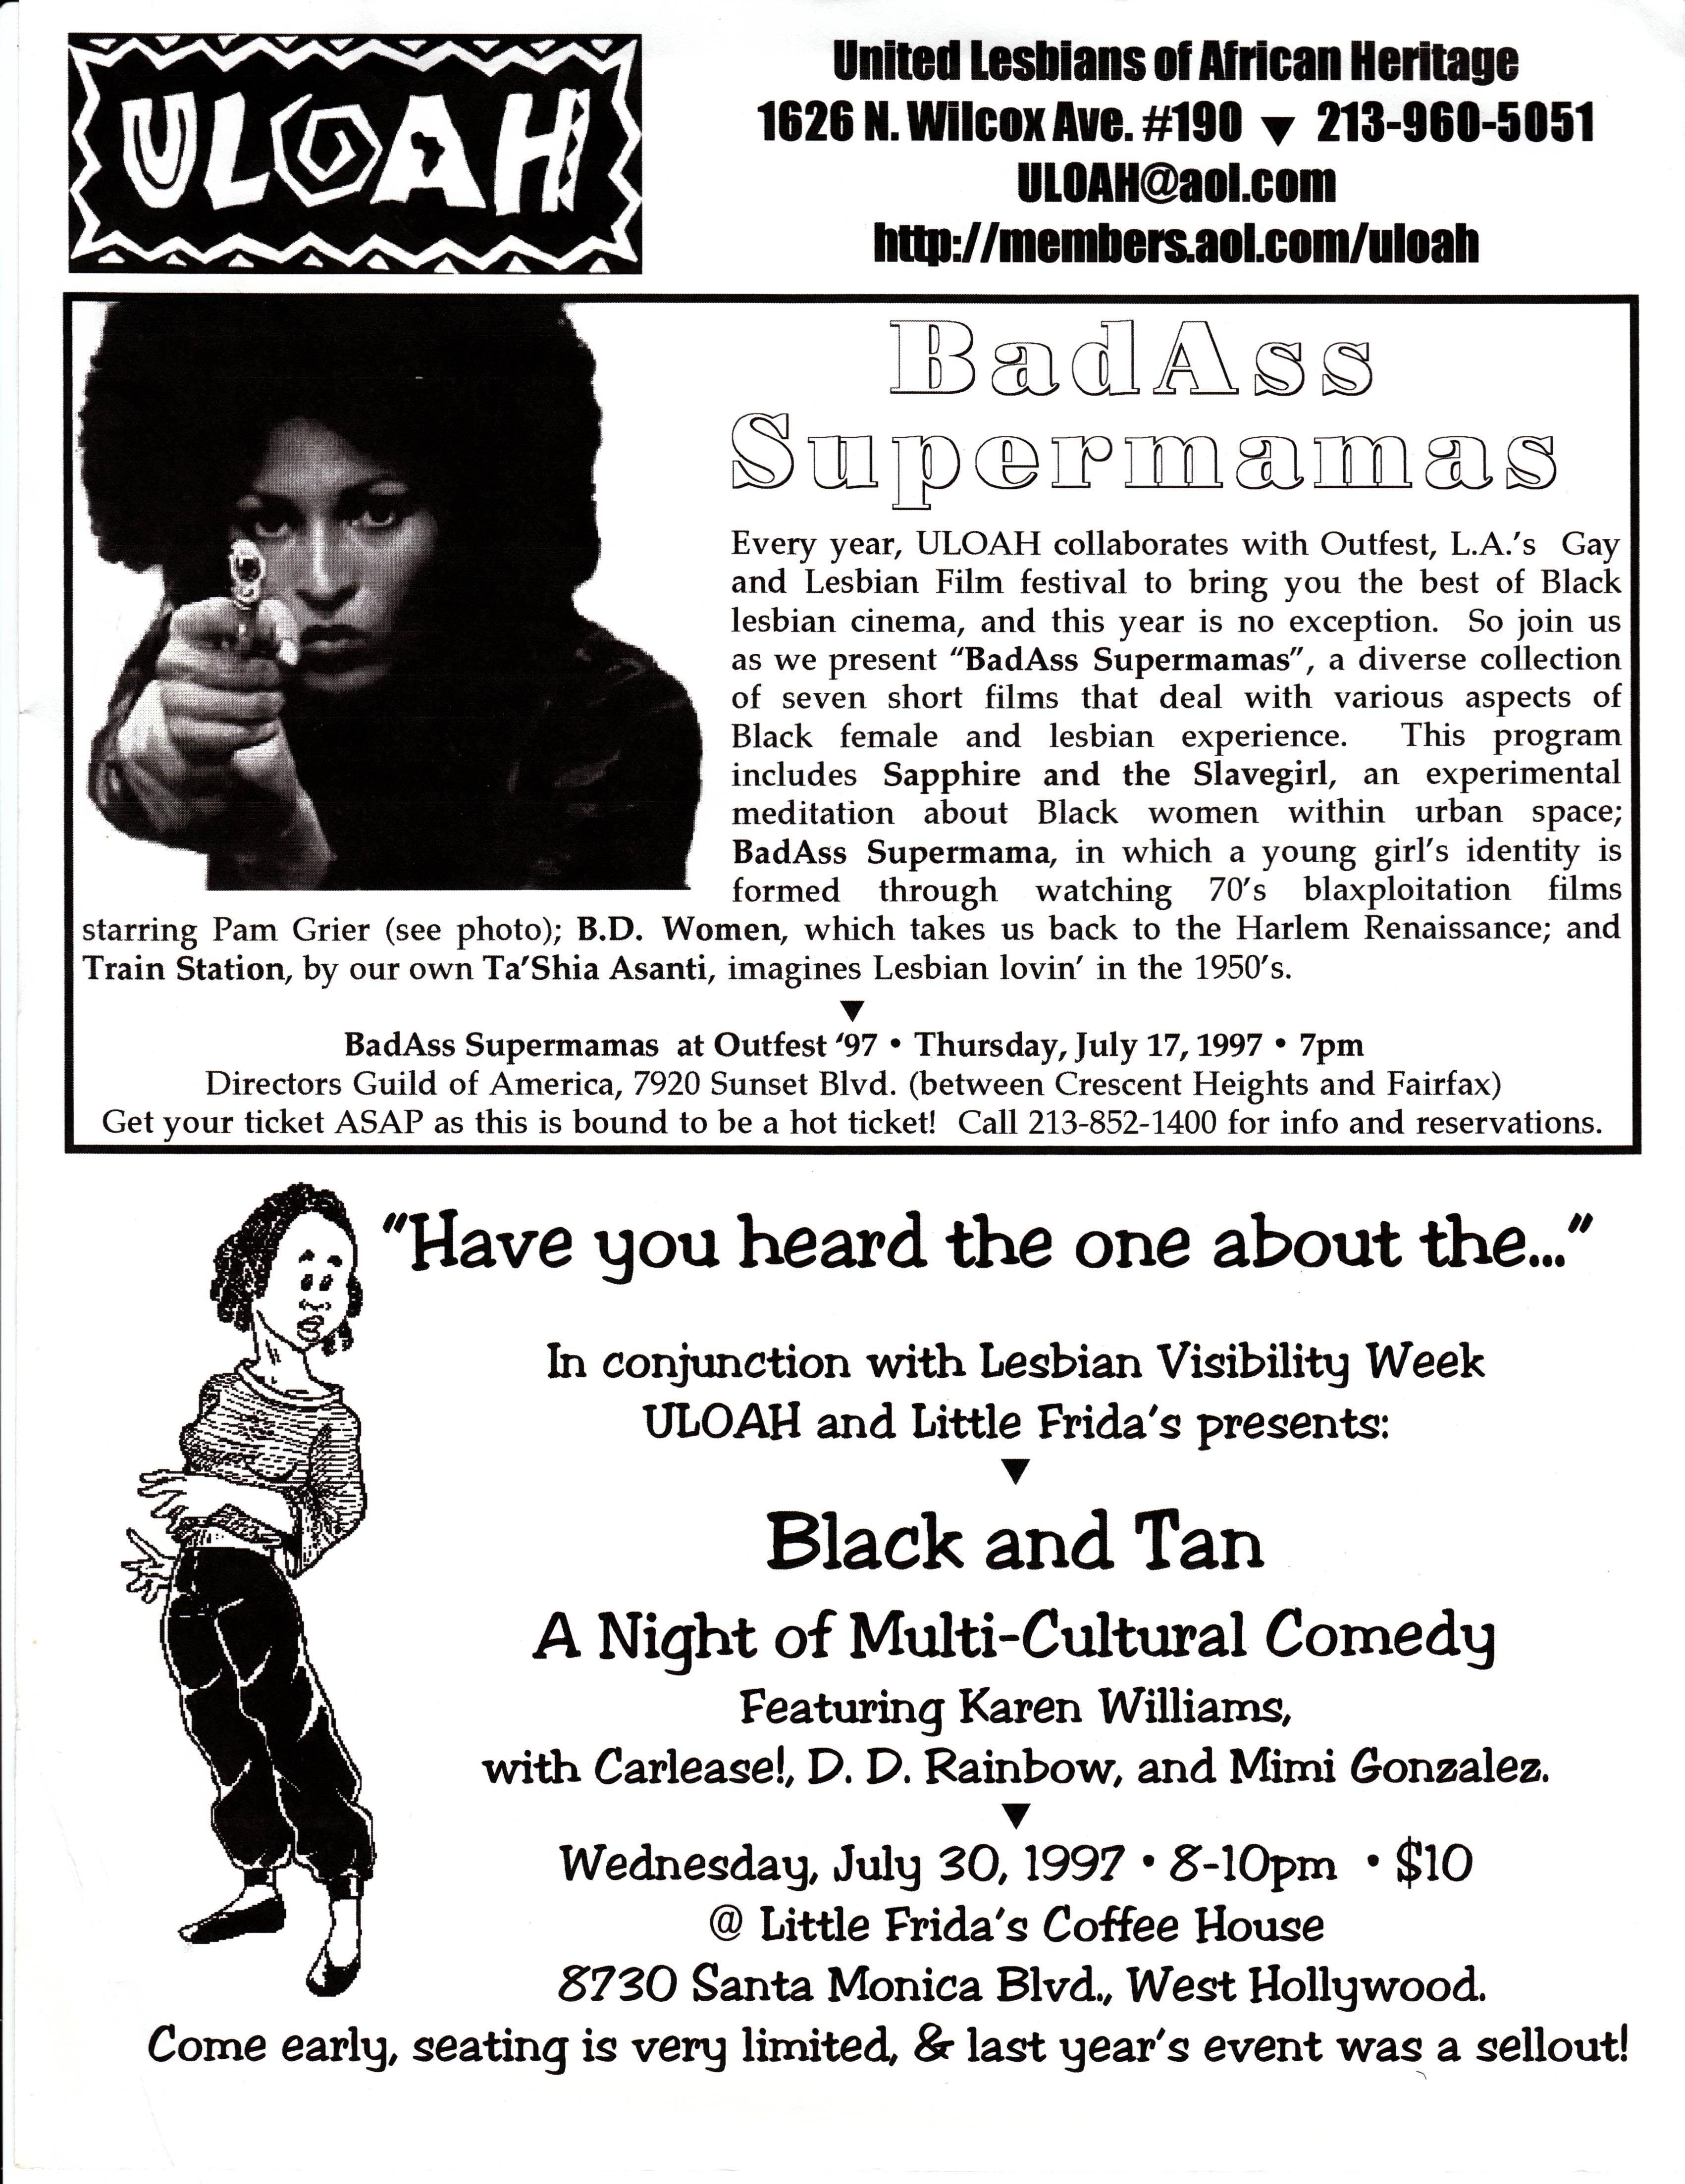 ULOAH
United Lesbians of African Heritage
1626 N. Wilcox Ave. #190 ▼ 213-960-5051
ULOAH@aol.com
http://members.aol.com/uloah
BadAss
Supermamas
Every year, ULOAH collaborates with Outfest, L.A.'s Gay
and Lesbian Film festival to bring you the best of Black
lesbian cinema, and this year is no exception. So join us
as we present "BadAss Supermamas", a diverse collection
of seven short films that deal with various aspects of
Black female and lesbian experience. This program
includes Sapphire and the Slavegirl, an experimental
meditation about Black women within urban space;
BadAss Supermama, in which a young girl's identity is
formed through watching 70's blaxploitation films
starring Pam Grier (see photo); B.D. Women, which takes us back to the Harlem Renaissance; and
Train Station, by our own Ta'Shia Asanti, imagines Lesbian lovin' in the 1950's.
▼
BadAss Supermamas at Outfest '97 • Thursday, July 17, 1997 • 7pm
Directors Guild of America, 7920 Sunset Blvd. (between Crescent Heights and Fairfax)
Get your ticket ASAP as this is bound to be a hot ticket! Call 213-852-1400 for info and reservations.
"Have you heard the one about the..."
In conjunction with Lesbian Visibility Week
ULOAH and Little Frida's presents:
▼
Black and Tan
A Night of Multi-Cultural Comedy
Featuring Karen Williams,
with Carlease!, D. D. Rainbow, and Mimi Gonzalez.
▼
Wednesday, July 30, 1997 • 8-10pm • $10
@ Little Frida's Coffee House
8730 Santa Monica Blvd., West Hollywood.
Come early, seating is very limited, & last year's event was a sellout!